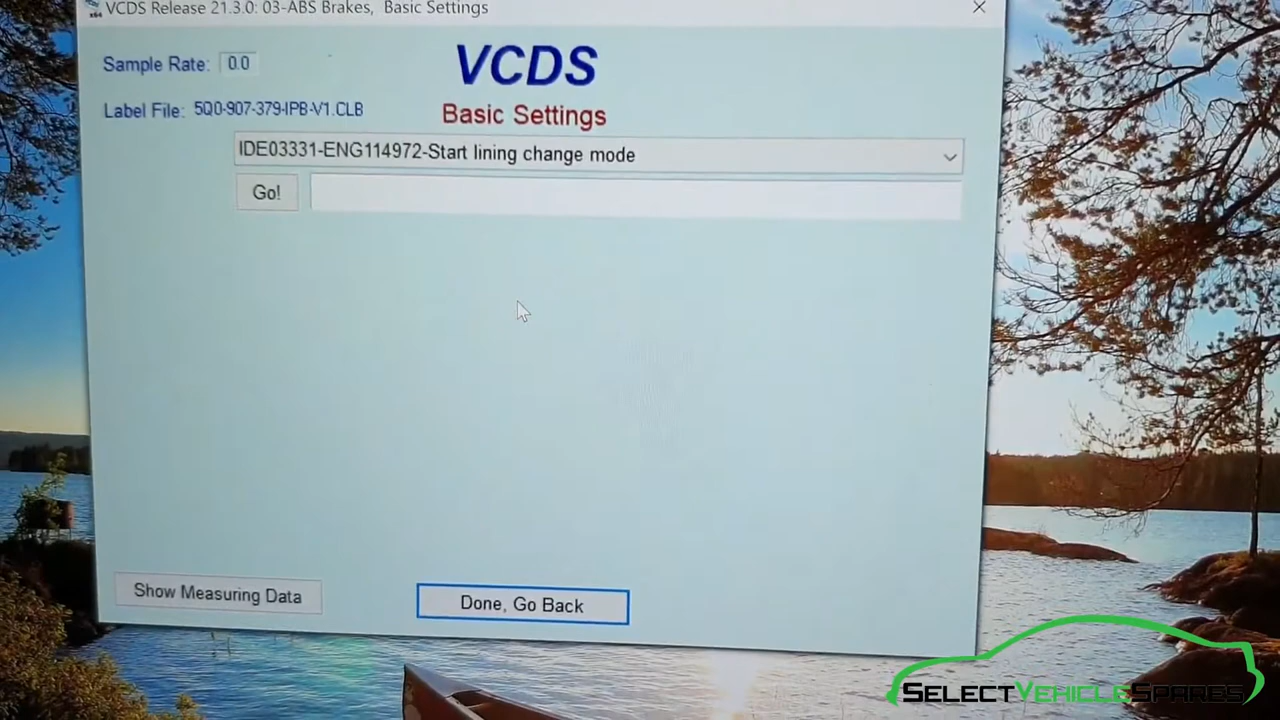 VCDS Release 21.3.0: 03-ABS Brakes, Basic Settings
Sample Rate: 0.0
VCDS
Label File: 5Q0-907-379-IPB-V1.CLB
Basic Settings
IDE03331-ENG114972-Start lining change mode
Go!
Show Measuring Data
Done, Go Back
SELECTVEHICLESPARES